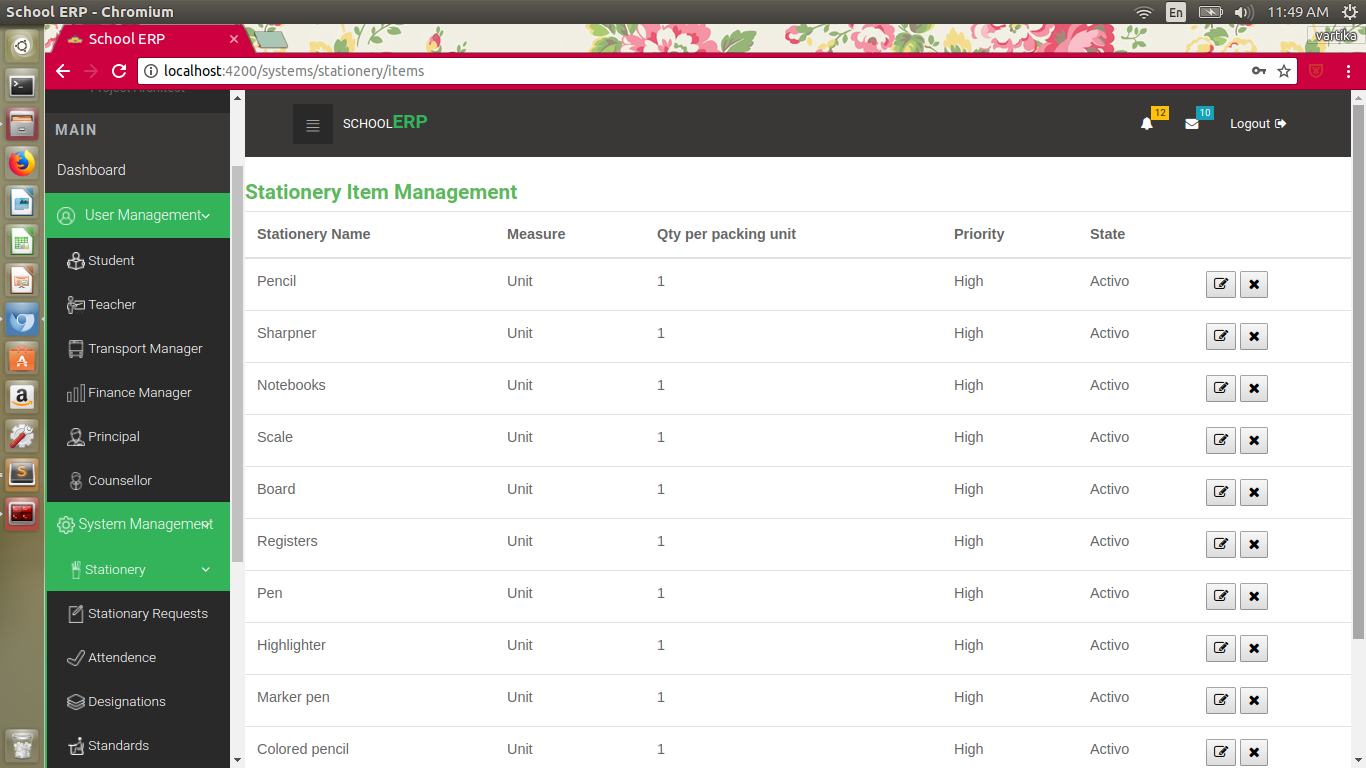 School ERP - Chromium
En
11:49 AM
School ERP
vartika
localhost:4200/systems/stationery/items
Project Architect
MAIN
Dashboard
User Management
Student
Teacher
Transport Manager
Finance Manager
Principal
Counsellor
System Management
Stationery
Stationary Requests
Attendence
Designations
Standards
SCHOOLERP
12
10
Logout
Stationery Item Management
Stationery Name Measure Qty per packing unit Priority State
Pencil Unit 1 High Activo
Sharpner Unit 1 High Activo
Notebooks Unit 1 High Activo
Scale Unit 1 High Activo
Board Unit 1 High Activo
Registers Unit 1 High Activo
Pen Unit 1 High Activo
Highlighter Unit 1 High Activo
Marker pen Unit 1 High Activo
Colored pencil Unit 1 High Activo